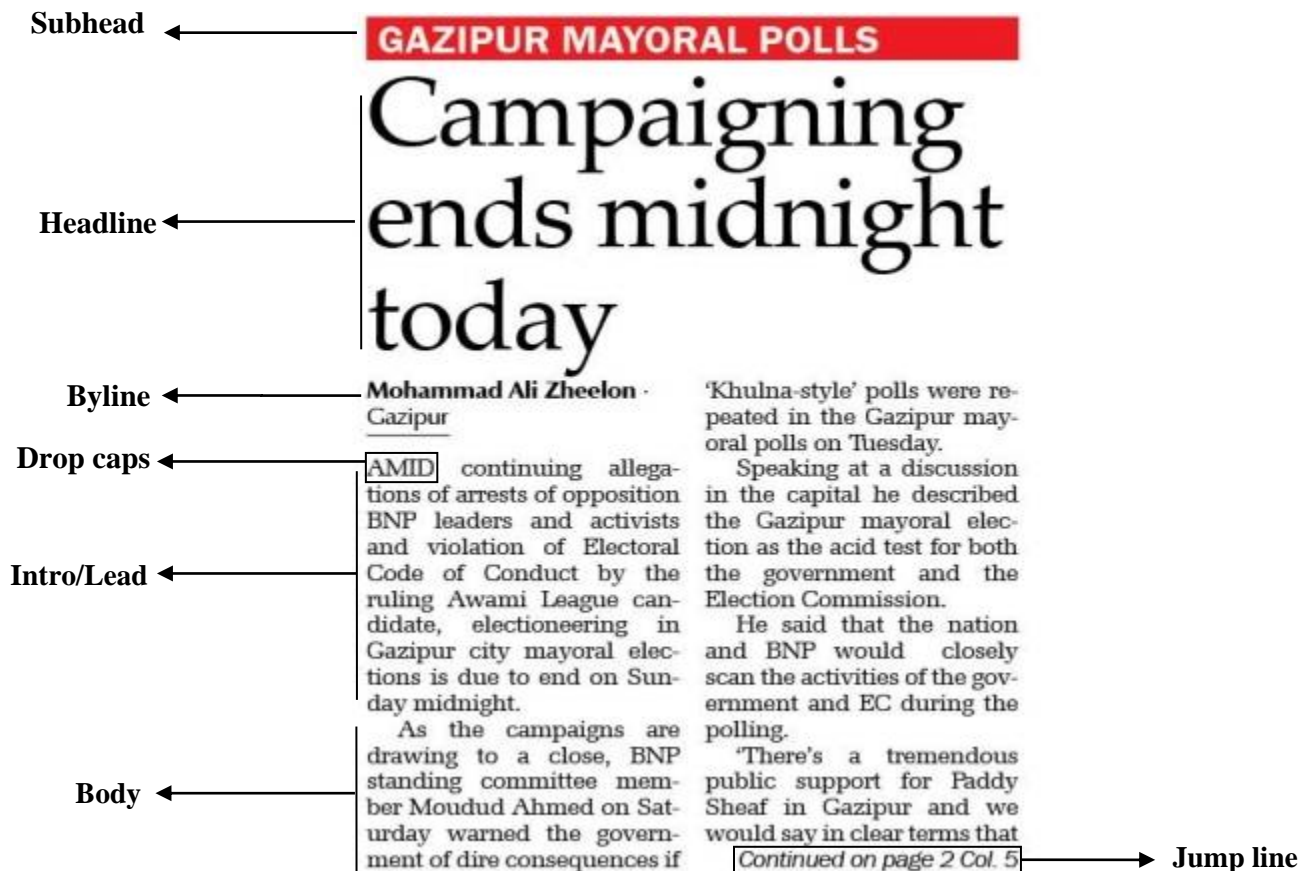 Subhead
GAZIPUR MAYORAL POLLS
Headline
Campaigning
ends midnight
today
Byline
Mohammad Ali Zheelon ·
Gazipur
Drop caps
Intro/Lead
AMID continuing allega-
tions of arrests of opposition
BNP leaders and activists
and violation of Electoral
Code of Conduct by the
ruling Awami League can-
didate, electioneering in
Gazipur city mayoral elec-
tions is due to end on Sun-
day midnight.
Body
As the campaigns are
drawing to a close, BNP
standing committee mem-
ber Moudud Ahmed on Sat-
urday warned the govern-
ment of dire consequences if
‘Khulna-style’ polls were re-
peated in the Gazipur may-
oral polls on Tuesday.
Speaking at a discussion
in the capital he described
the Gazipur mayoral elec-
tion as the acid test for both
the government and the
Election Commission.
He said that the nation
and BNP would closely
scan the activities of the gov-
ernment and EC during the
polling.
‘There’s a tremendous
public support for Paddy
Sheaf in Gazipur and we
would say in clear terms that
Continued on page 2 Col. 5
Jump line